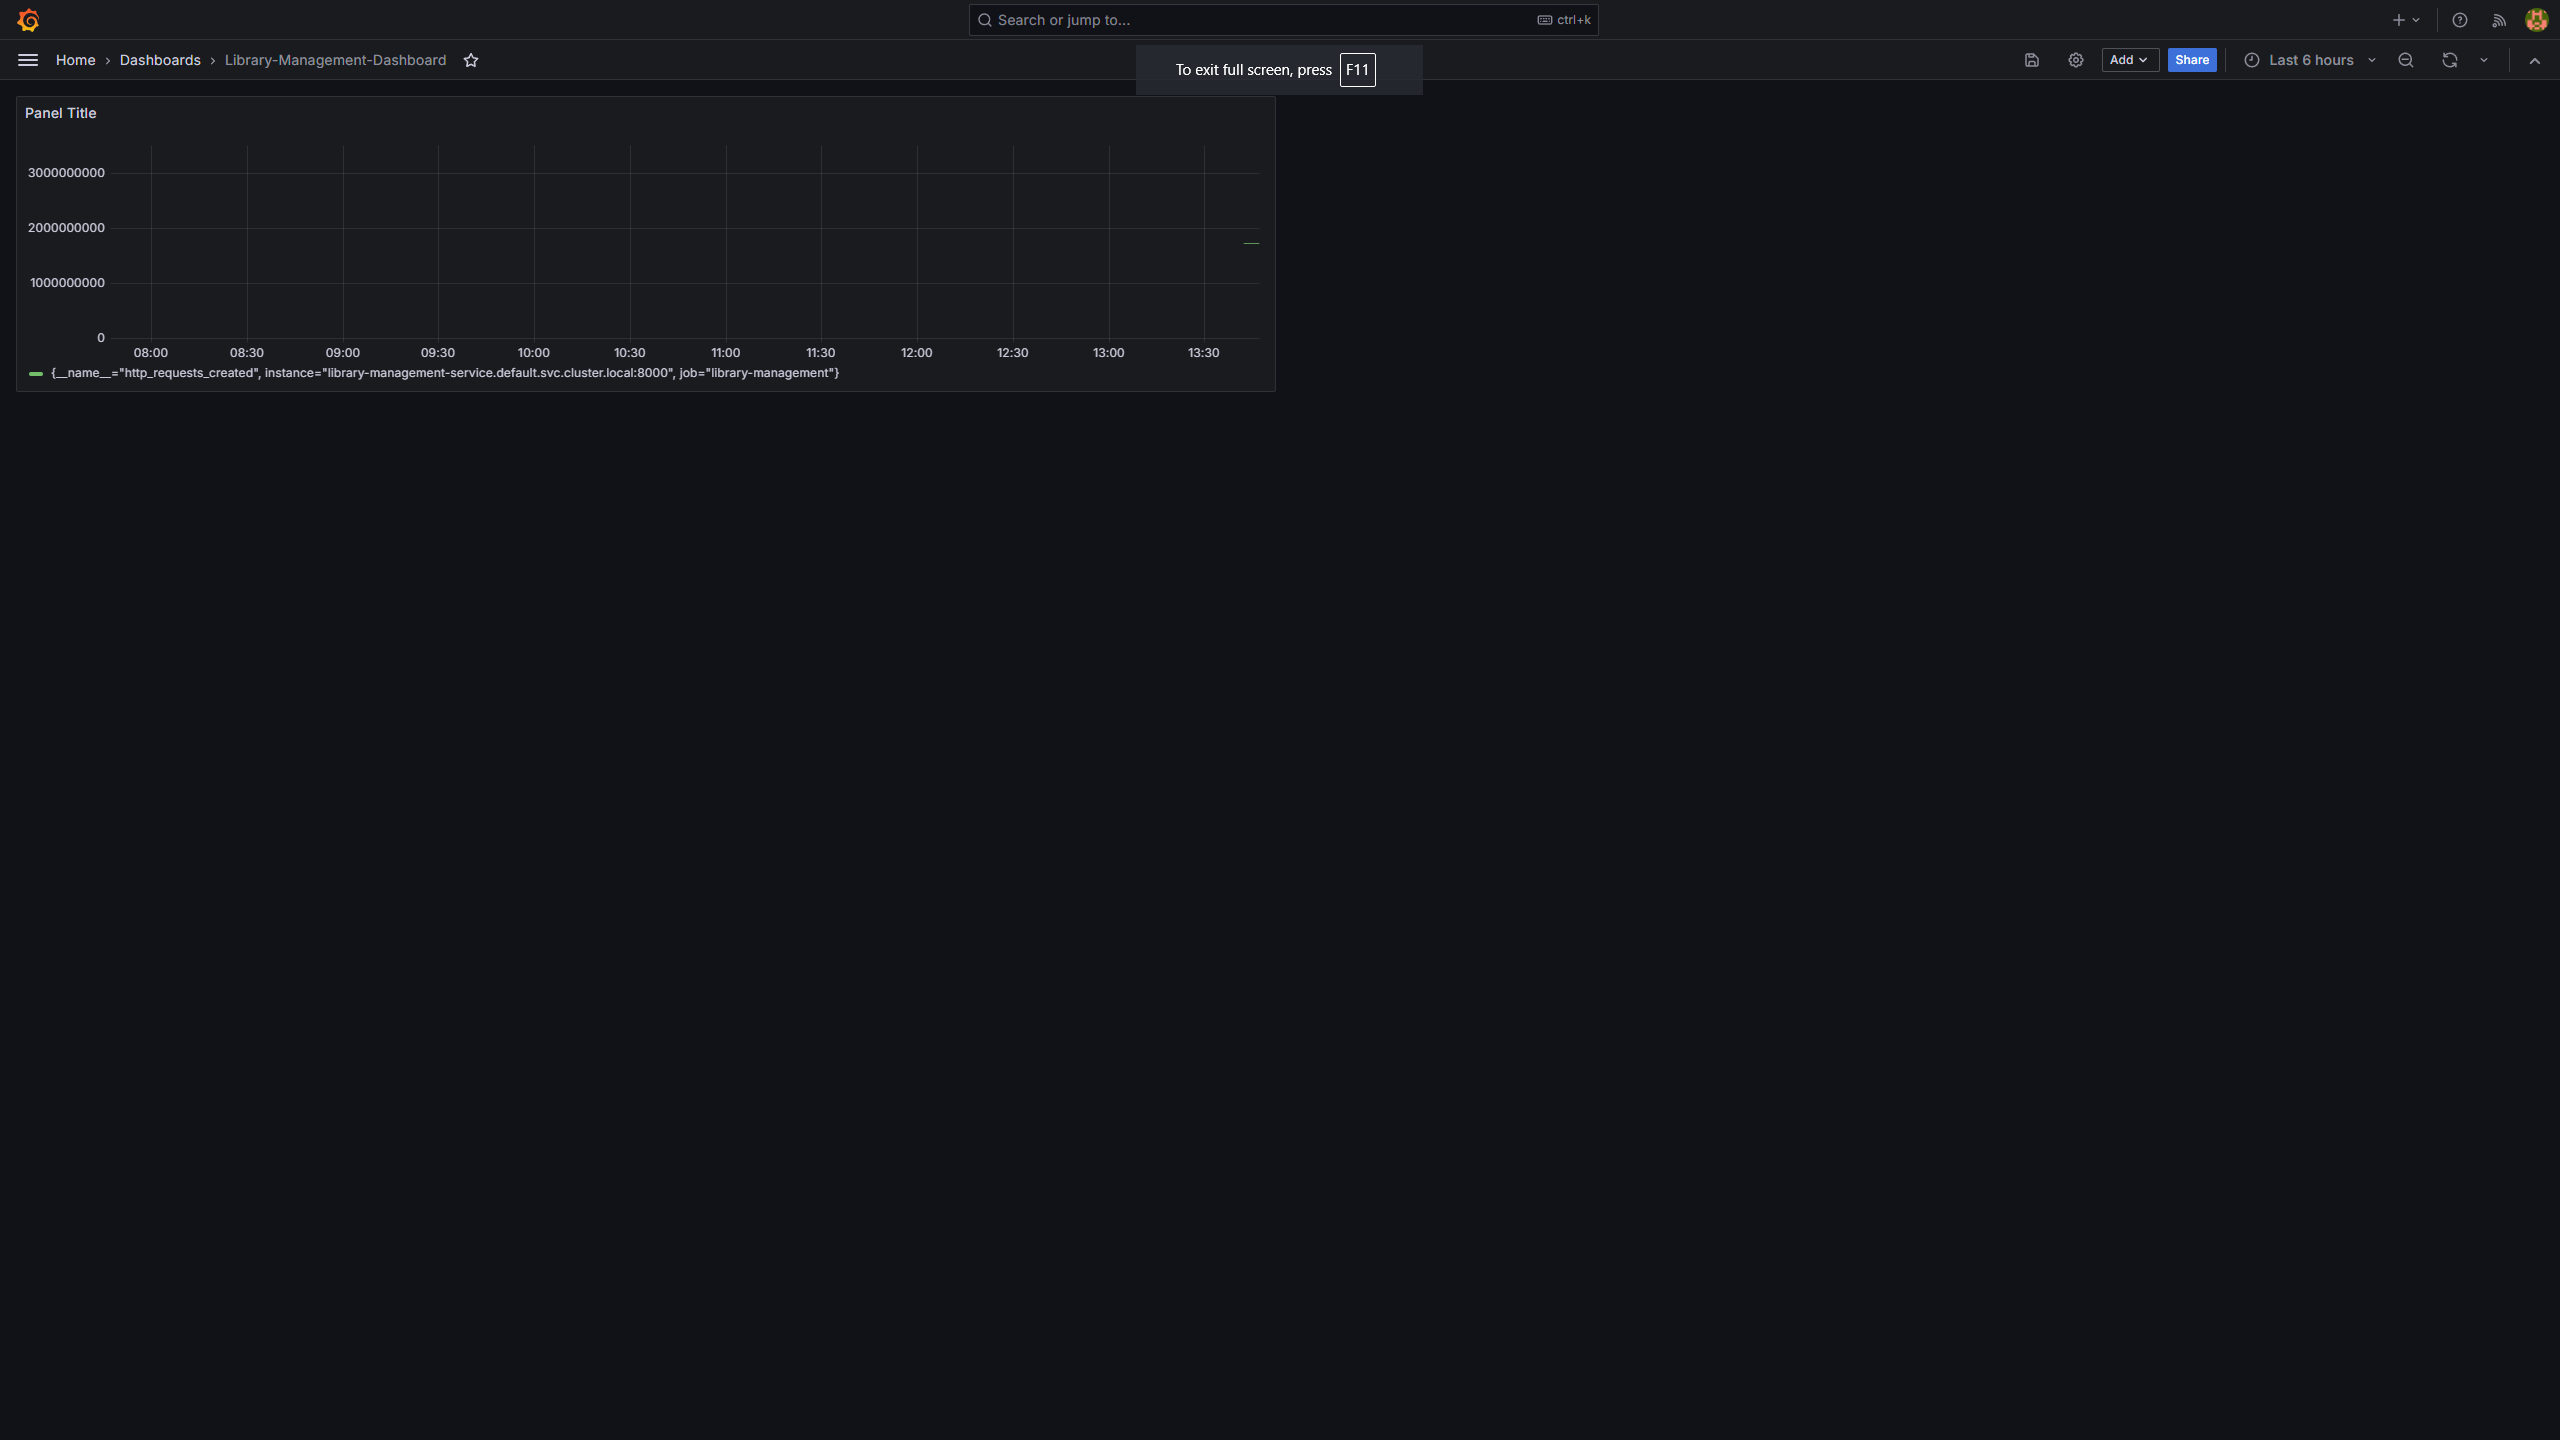 Search or jump to...
ctrl+k
Home › Dashboards › Library-Management-Dashboard
To exit full screen, press F11
Add
Share
Last 6 hours
Panel Title
3000000000
2000000000
1000000000
0
08:00 08:30 09:00 09:30 10:00 10:30 11:00 11:30 12:00 12:30 13:00 13:30
{__name__="http_requests_created", instance="library-management-service.default.svc.cluster.local:8000", job="library-management"}